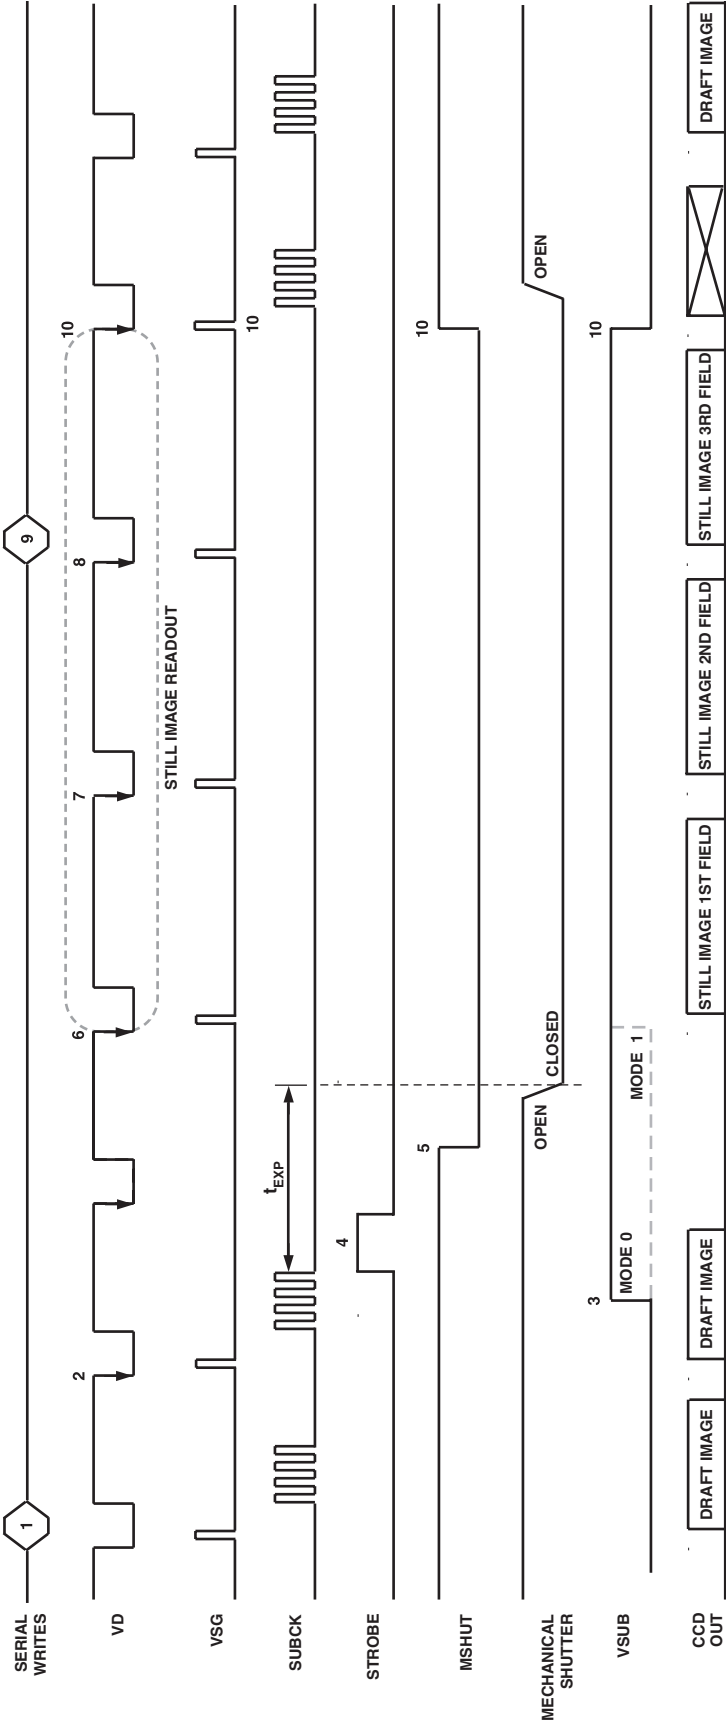 SERIAL
WRITES
1
9
VD
2
6
7
8
10
STILL IMAGE READOUT
VSG
SUBCK
tEXP
10
STROBE
4
MSHUT
5
10
MECHANICAL
SHUTTER
OPEN
CLOSED
OPEN
VSUB
3
MODE 0
MODE 1
10
CCD
OUT
DRAFT IMAGE
DRAFT IMAGE
STILL IMAGE 1ST FIELD
STILL IMAGE 2ND FIELD
STILL IMAGE 3RD FIELD
DRAFT IMAGE